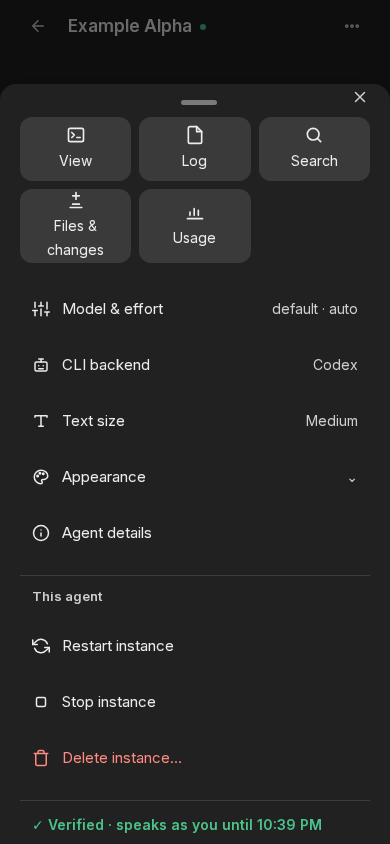 Example Alpha
View
Log
Search
Files &
changes
Usage
Model & effort
default · auto
CLI backend
Codex
Text size
Medium
Appearance
Agent details
This agent
Restart instance
Stop instance
Delete instance...
✓ Verified · speaks as you until 10:39 PM